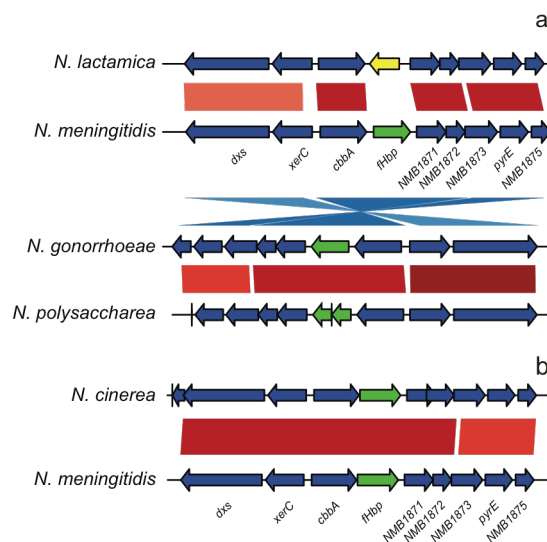 a
N. lactamica
N. meningitidis
dxs xerC cbbA fHbp NMB1871 NMB1872 NMB1873 pyrE NMB1875
N. gonorrhoeae
N. polysaccharea
b
N. cinerea
N. meningitidis
dxs xerC cbbA fHbp NMB1871 NMB1872 NMB1873 pyrE NMB1875